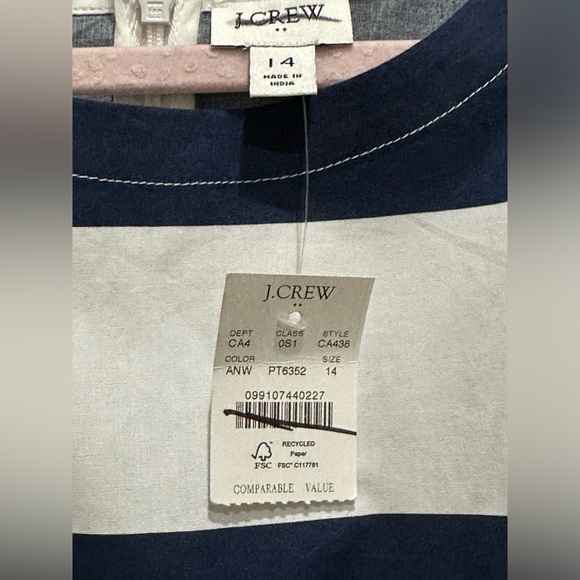 J.CREW
14
MADE IN
INDIA
J.CREW
DEPT CLASS STYLE
CA4 0S1 CA438
COLOR SIZE
ANW PT6352 14
099107440227
RECYCLED
Paper
FSC FSC® C117781
COMPARABLE VALUE